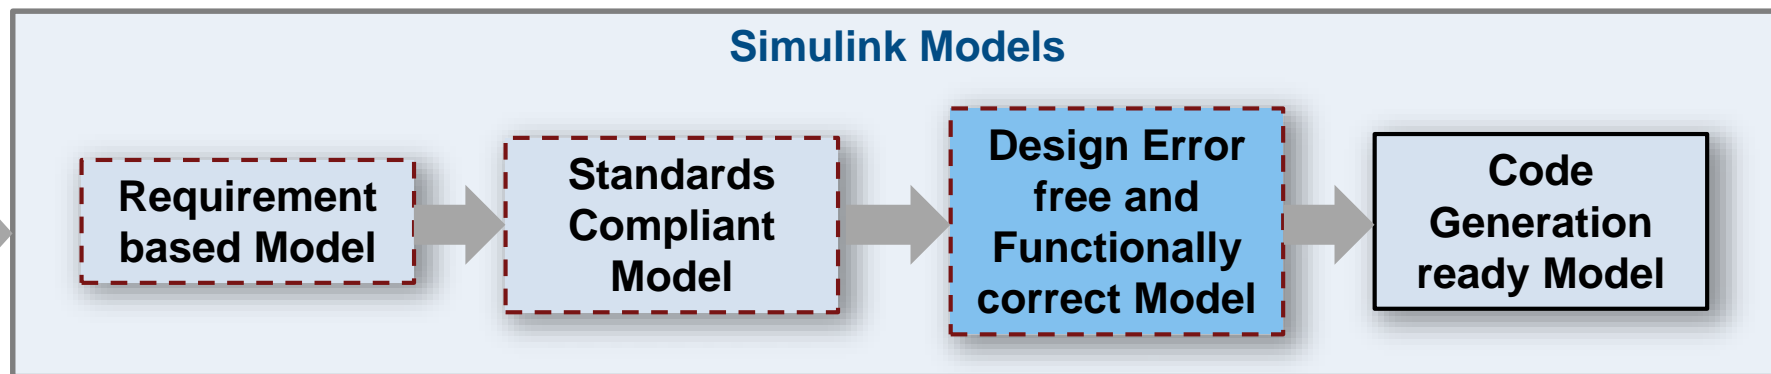 Simulink Models
Requirement
based Model
Standards
Compliant
Model
Design Error
free and
Functionally
correct Model
Code
Generation
ready Model